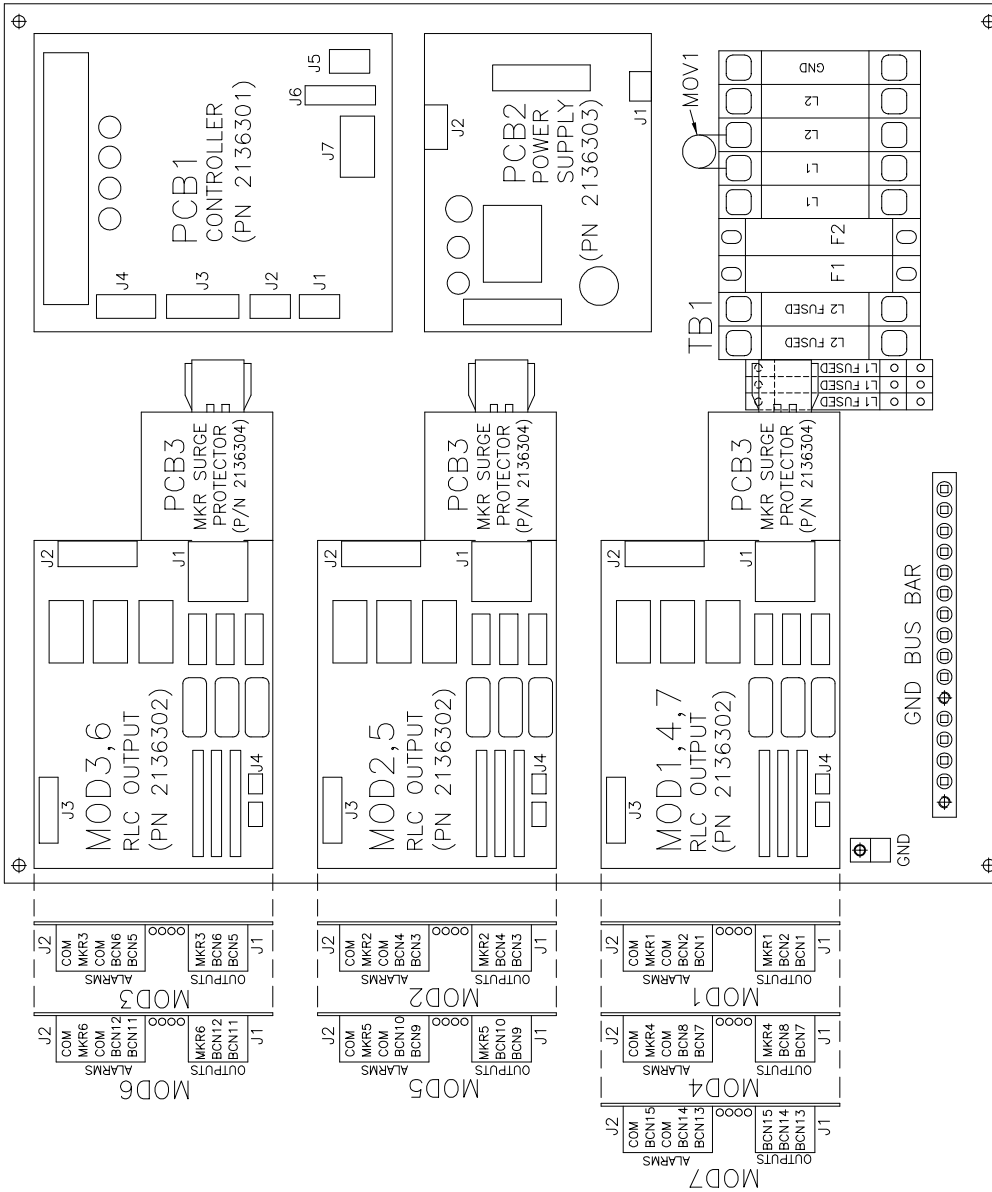 PCB1
CONTROLLER
(PN 2136301)
J1
J2
J3
J4
J5
J6
J7
PCB2
POWER
SUPPLY
(PN 2136303)
J1
J2
MOV1
TB1
GND
L2
L2
L1
L1
F2
F1
L2 FUSED
L2 FUSED
L1 FUSED
L1 FUSED
L1 FUSED
PCB3
MKR SURGE
PROTECTOR
(P/N 2136304)
PCB3
MKR SURGE
PROTECTOR
(P/N 2136304)
PCB3
MKR SURGE
PROTECTOR
(P/N 2136304)
MOD3,6
RLC OUTPUT
(PN 2136302)
J1
J2
J3
J4
MOD2,5
RLC OUTPUT
(PN 2136302)
J1
J2
J3
J4
MOD1,4,7
RLC OUTPUT
(PN 2136302)
J1
J2
J3
J4
GND BUS BAR
GND
J2
COM
MKR3
COM
BCN6
BCN5
ALARMS
MKR3
BCN6
BCN5
OUTPUTS
J1
MOD3
J2
COM
MKR2
COM
BCN4
BCN3
ALARMS
MKR2
BCN4
BCN3
OUTPUTS
J1
MOD2
J2
COM
MKR1
COM
BCN2
BCN1
ALARMS
MKR1
BCN2
BCN1
OUTPUTS
J1
MOD1
J2
COM
MKR6
COM
BCN12
BCN11
ALARMS
MKR6
BCN12
BCN11
OUTPUTS
J1
MOD6
J2
COM
MKR5
COM
BCN10
BCN9
ALARMS
MKR5
BCN10
BCN9
OUTPUTS
J1
MOD5
J2
COM
MKR4
COM
BCN8
BCN7
ALARMS
MKR4
BCN8
BCN7
OUTPUTS
J1
MOD4
J2
COM
BCN15
COM
BCN14
BCN13
ALARMS
BCN15
BCN14
BCN13
OUTPUTS
J1
MOD7